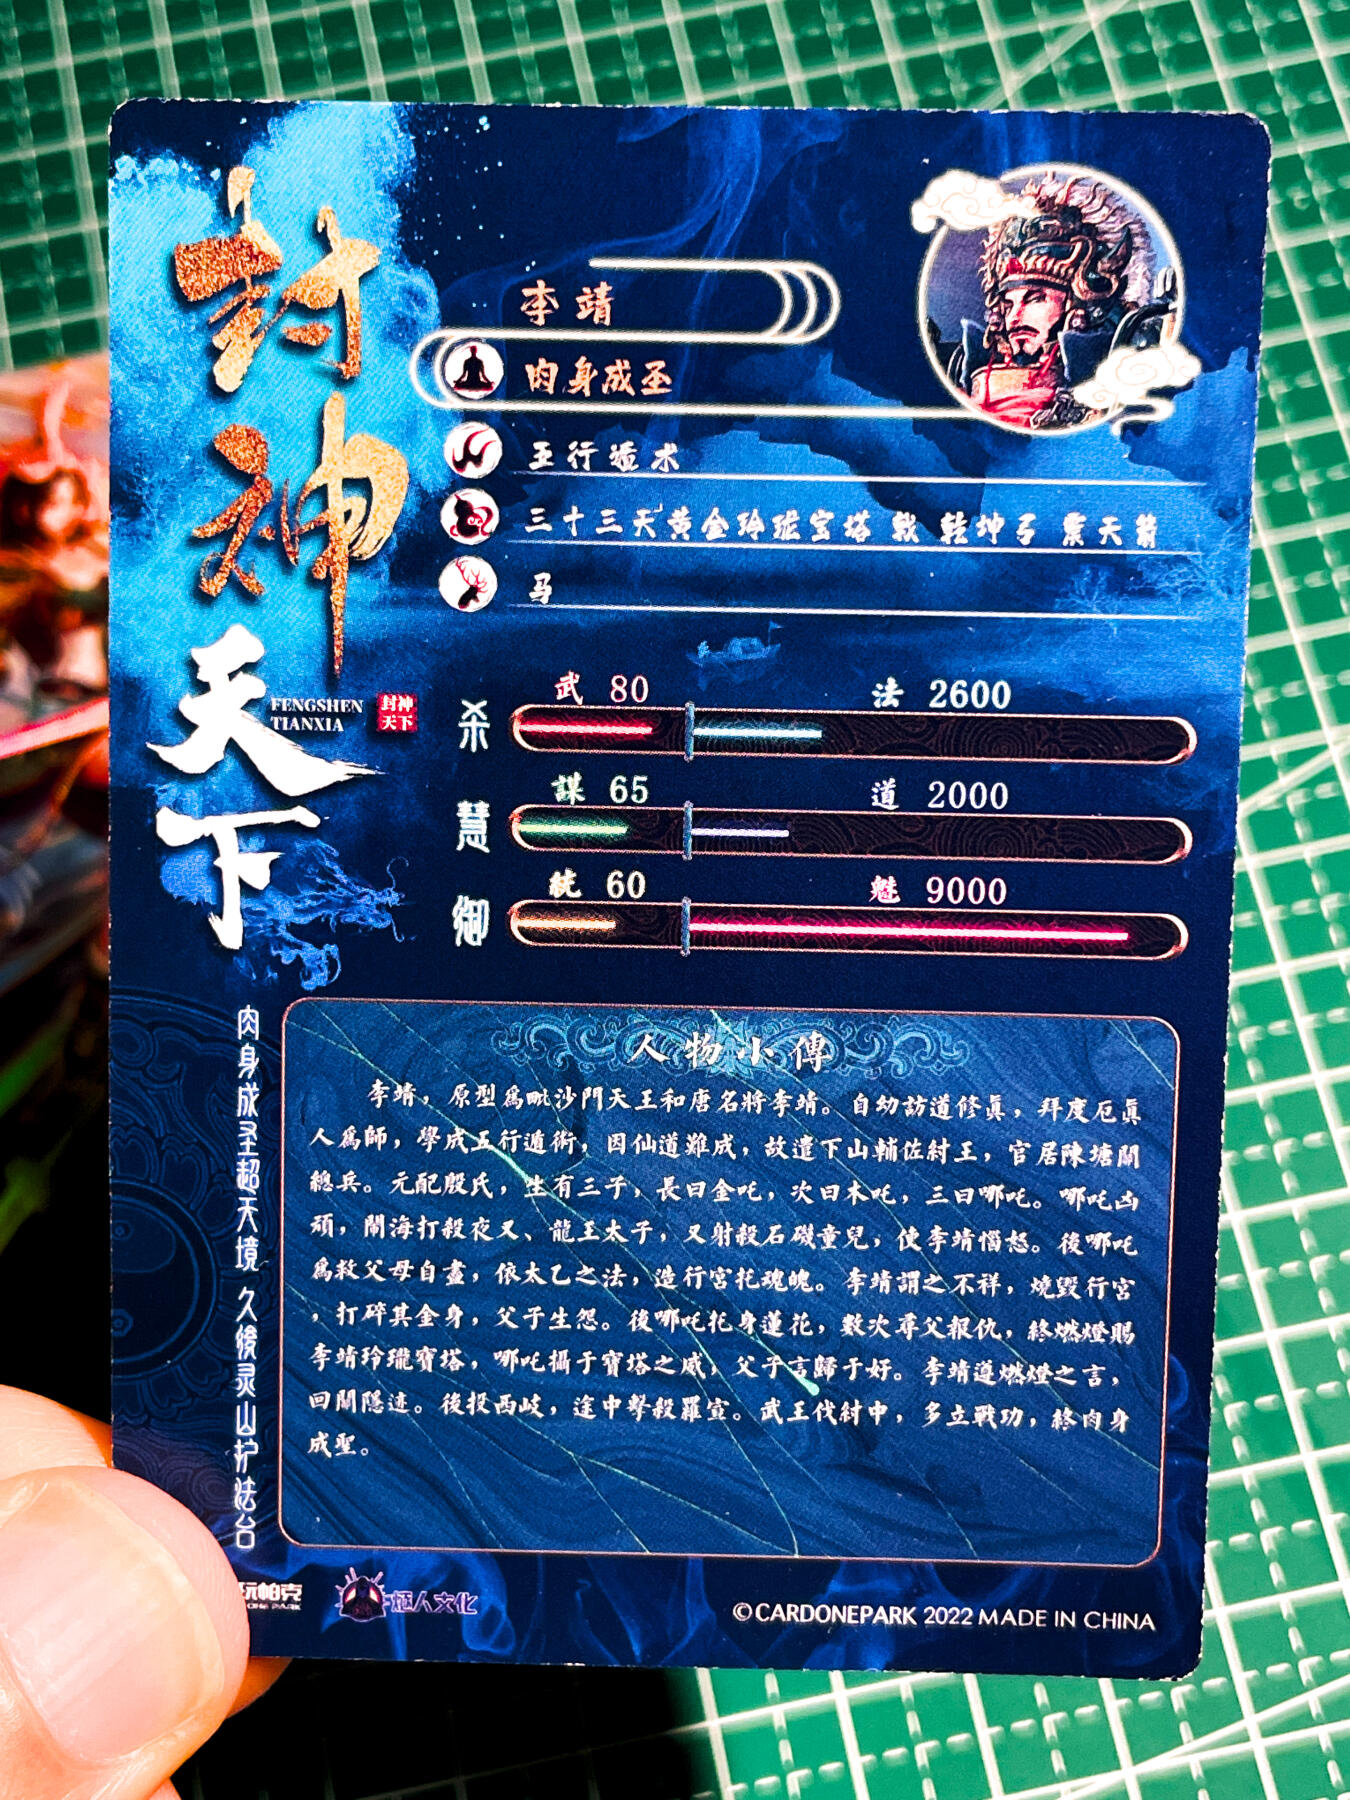 封神
天下
FENGSHEN
TIANXIA
封神
天下
李靖
肉身成圣
五行遁术
三十三天黄金玲珑宝塔 戟 乾坤弓 震天箭
马
杀
武 80
法 2600
慧
謀 65
道 2000
御
統 60
魁 9000
肉身成圣超天境 久後灵山护法台
人物小傳
李靖，原型爲毗沙門天王和唐名將李靖。自幼訪道修眞，拜度厄眞
人爲師，學成五行遁術，因仙道難成，故遣下山輔佐紂王，官居陳塘關
總兵。元配殷氏，生有三子，長曰金吒，次曰木吒，三曰哪吒。哪吒凶
頑，鬧海打殺夜叉、龍王太子，又射殺石磯童兒，使李靖惱怒。後哪吒
爲救父母自盡，依太乙之法，造行宮托魂魄。李靖謂之不祥，燒毀行宮
，打碎其金身，父子生怨。後哪吒托身蓮花，數次尋父報仇，終燃燈賜
李靖玲瓏寶塔，哪吒攝于寶塔之威，父子言歸于好。李靖遵燃燈之言，
回關隱迹。後投西岐，途中擊殺羅宣。武王伐紂中，多立戰功，終肉身
成聖。
玩帕克
人文化
©CARDONEPARK 2022 MADE IN CHINA